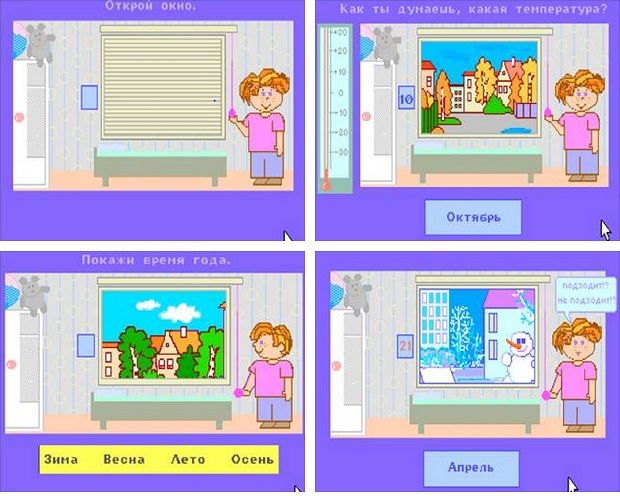 Открой окно.
Как ты думаешь, какая температура?
+30
+20
+10
0
-10
-20
-30
10
Октябрь
Покажи время года.
Зима Весна Лето Осень
подходит!?
не подходит!?
21
Апрель